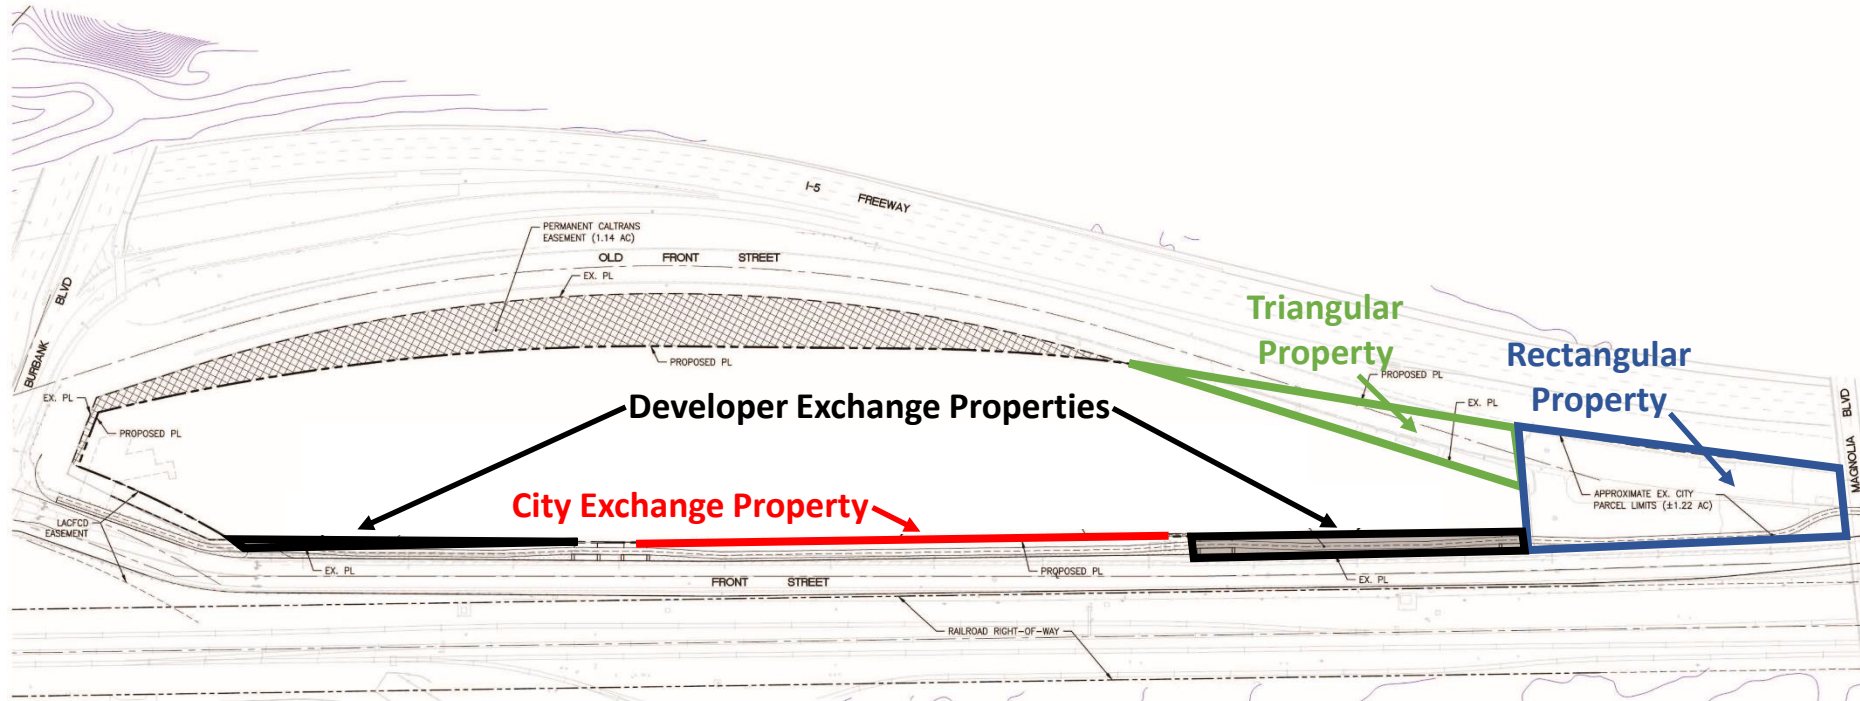 I-5 FREEWAY
PERMANENT CALTRANS
EASEMENT (1.14 AC)
OLD FRONT STREET
EX. PL
BURBANK BLVD
Triangular
Property
Rectangular
Property
PROPOSED PL
PROPOSED PL
EX. PL
EX. PL
MAGNOLIA BLVD
Developer Exchange Properties
PROPOSED PL
City Exchange Property
APPROXIMATE EX. CITY
PARCEL LIMITS (±1.22 AC)
LACFCD
EASEMENT
EX. PL
PROPOSED PL
EX. PL
FRONT STREET
RAILROAD RIGHT-OF-WAY